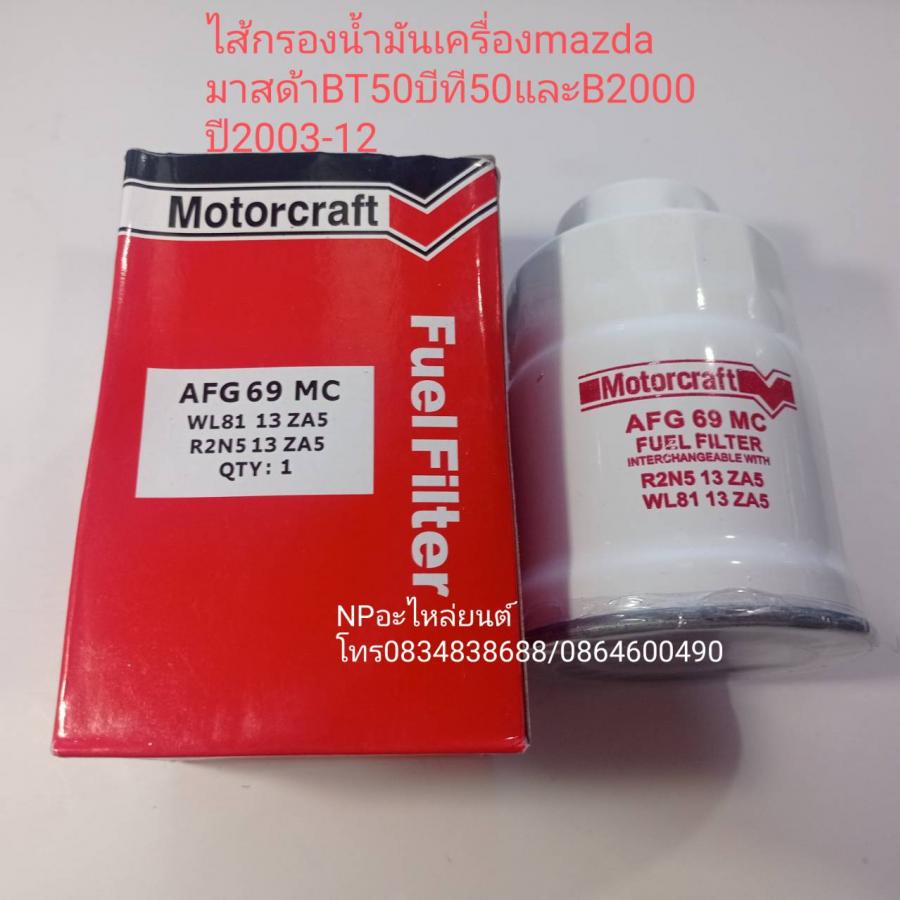 ไส้กรองน้ำมันเครื่องmazda
มาสด้าBT50บีที50และB2000
ปี2003-12
Motorcraft
Fuel Filter
AFG 69 MC
WL81 13 ZA5
R2N5 13 ZA5
QTY: 1
Motorcraft
AFG 69 MC
FUEL FILTER
INTERCHANGEABLE WITH
R2N5 13 ZA5
WL81 13 ZA5
NPอะไหล่ยนต์
โทร0834838688/0864600490